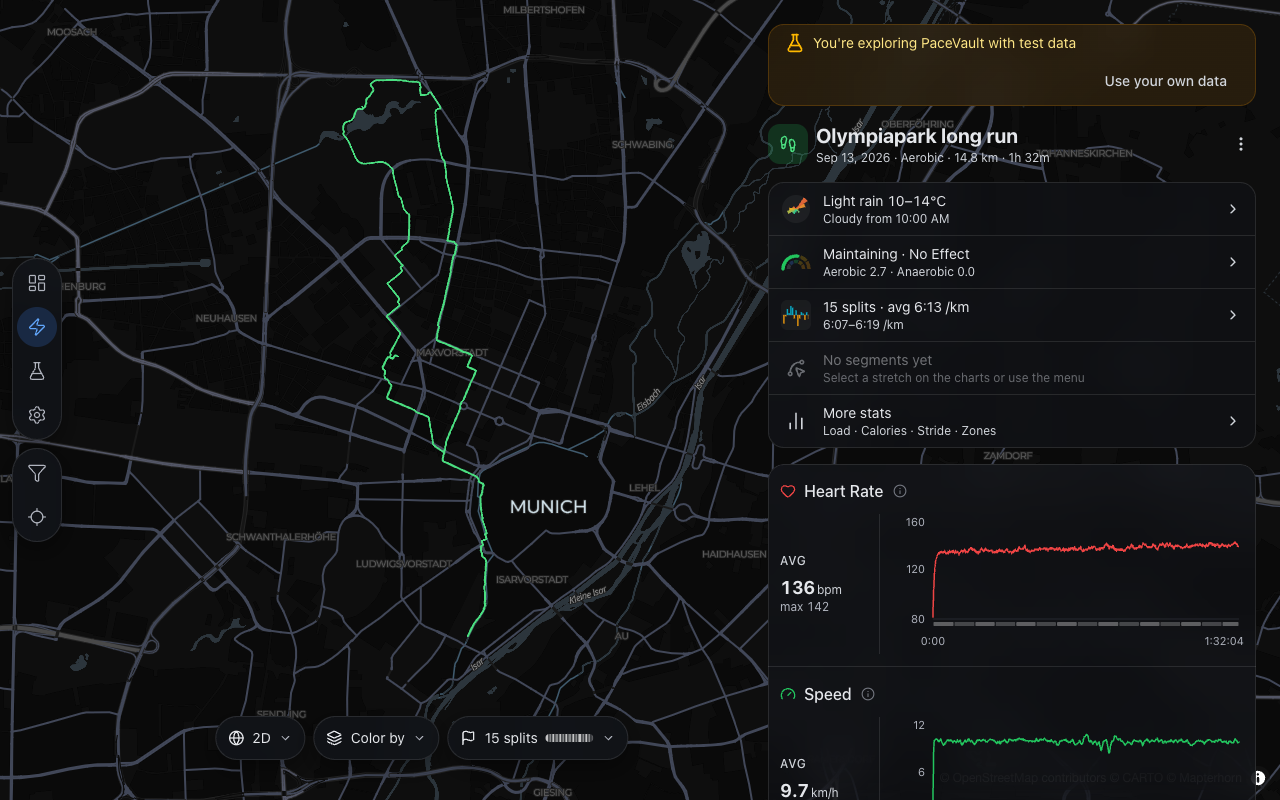 MILBERTSHOFEN
MOOSACH
SCHWABING
NEUHAUSEN
MAXVORSTADT
Eisbach
Isar
MUNICH
LEHEL
SCHWANTHALERHÖHE
LUDWIGSVORSTADT
ISARVORSTADT
HAIDHAUSEN
Kleine Isar
AU
Isar
SENDLING
GIESING
2D
Color by
15 splits
You're exploring PaceVault with test data
Use your own data
Isar
OBERFÖHRING
JOHANNESKIRCHEN
Olympiapark long run
Sep 13, 2026 · Aerobic · 14.8 km · 1h 32m
Light rain 10–14°C
Cloudy from 10:00 AM
Maintaining · No Effect
Aerobic 2.7 · Anaerobic 0.0
15 splits · avg 6:13 /km
6:07–6:19 /km
No segments yet
Select a stretch on the charts or use the menu
More stats
Load · Calories · Stride · Zones
ZAMDORF
Heart Rate
AVG
136 bpm
max 142
160
120
80
0:00
1:32:04
Speed
AVG
9.7 km/h
12
6
© OpenStreetMap contributors © CARTO © Mapterhorn